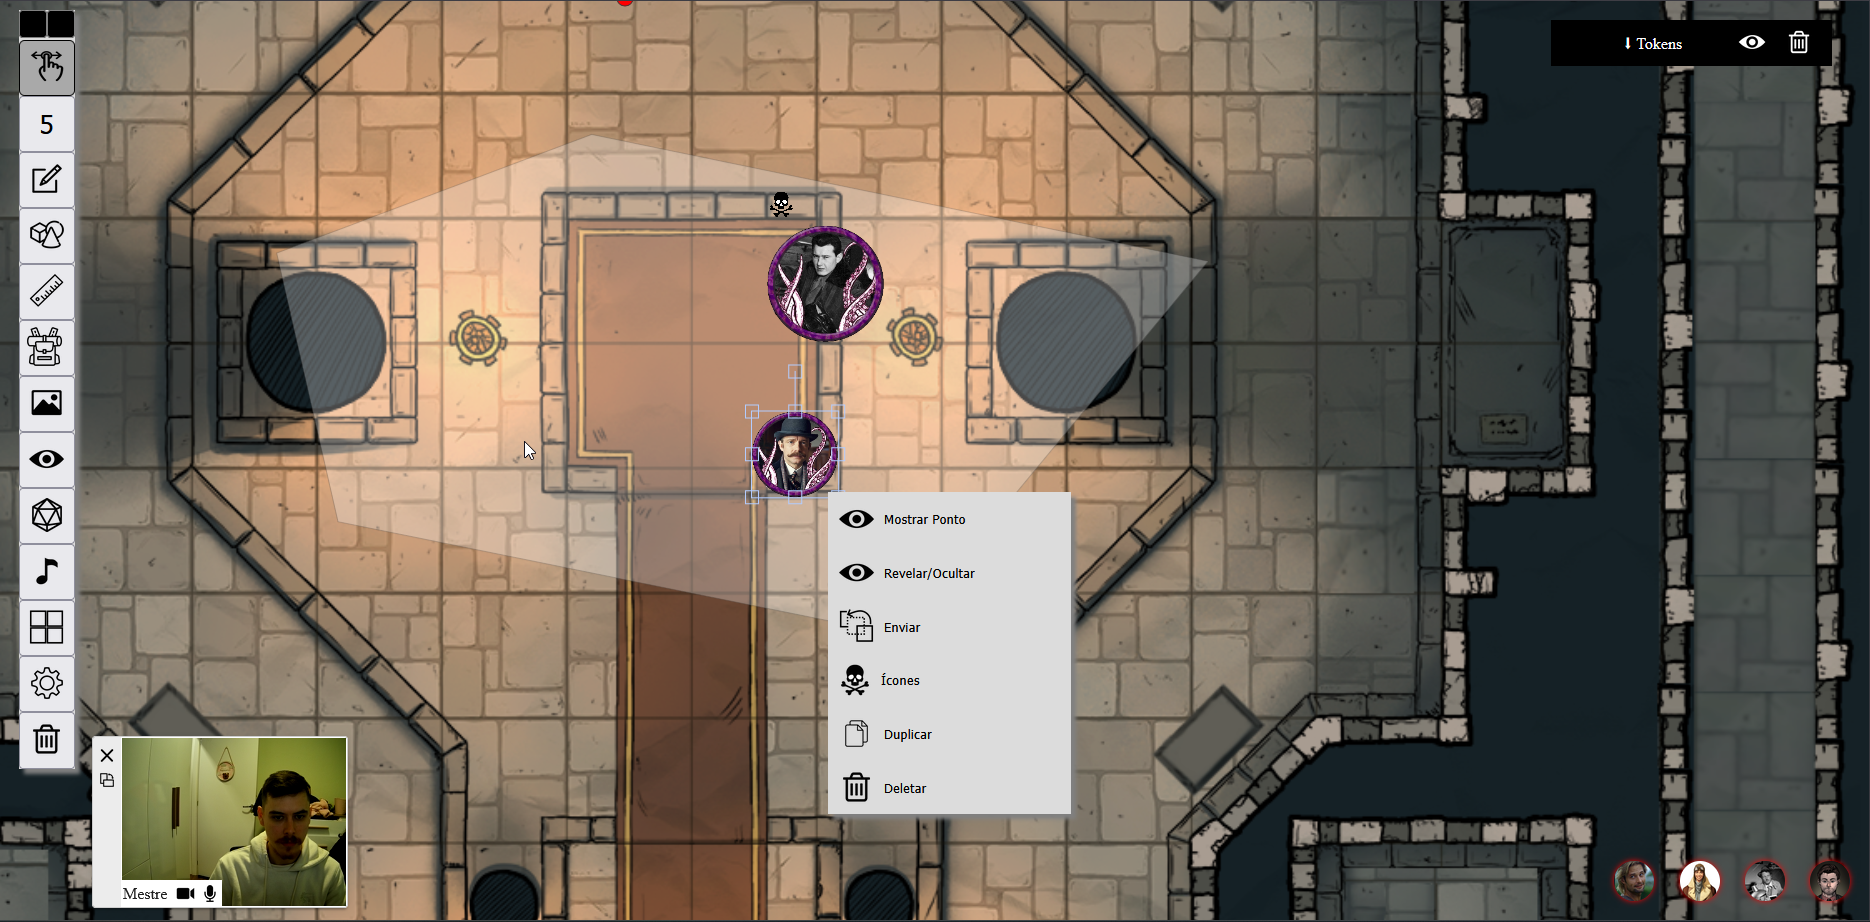 5
⬇ Tokens
Mostrar Ponto
Revelar/Ocultar
Enviar
Ícones
Duplicar
Deletar
Mestre